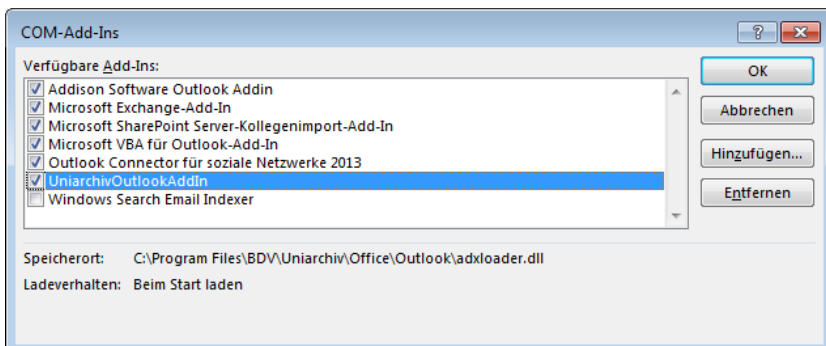 COM-Add-Ins
Verfügbare Add-Ins:
Addison Software Outlook Addin
Microsoft Exchange-Add-In
Microsoft SharePoint Server-Kollegenimport-Add-In
Microsoft VBA für Outlook-Add-In
Outlook Connector für soziale Netzwerke 2013
UniarchivOutlookAddIn
Windows Search Email Indexer
OK
Abbrechen
Hinzufügen...
Entfernen
Speicherort: C:\Program Files\BDV\Uniarchiv\Office\Outlook\adxloader.dll
Ladeverhalten: Beim Start laden